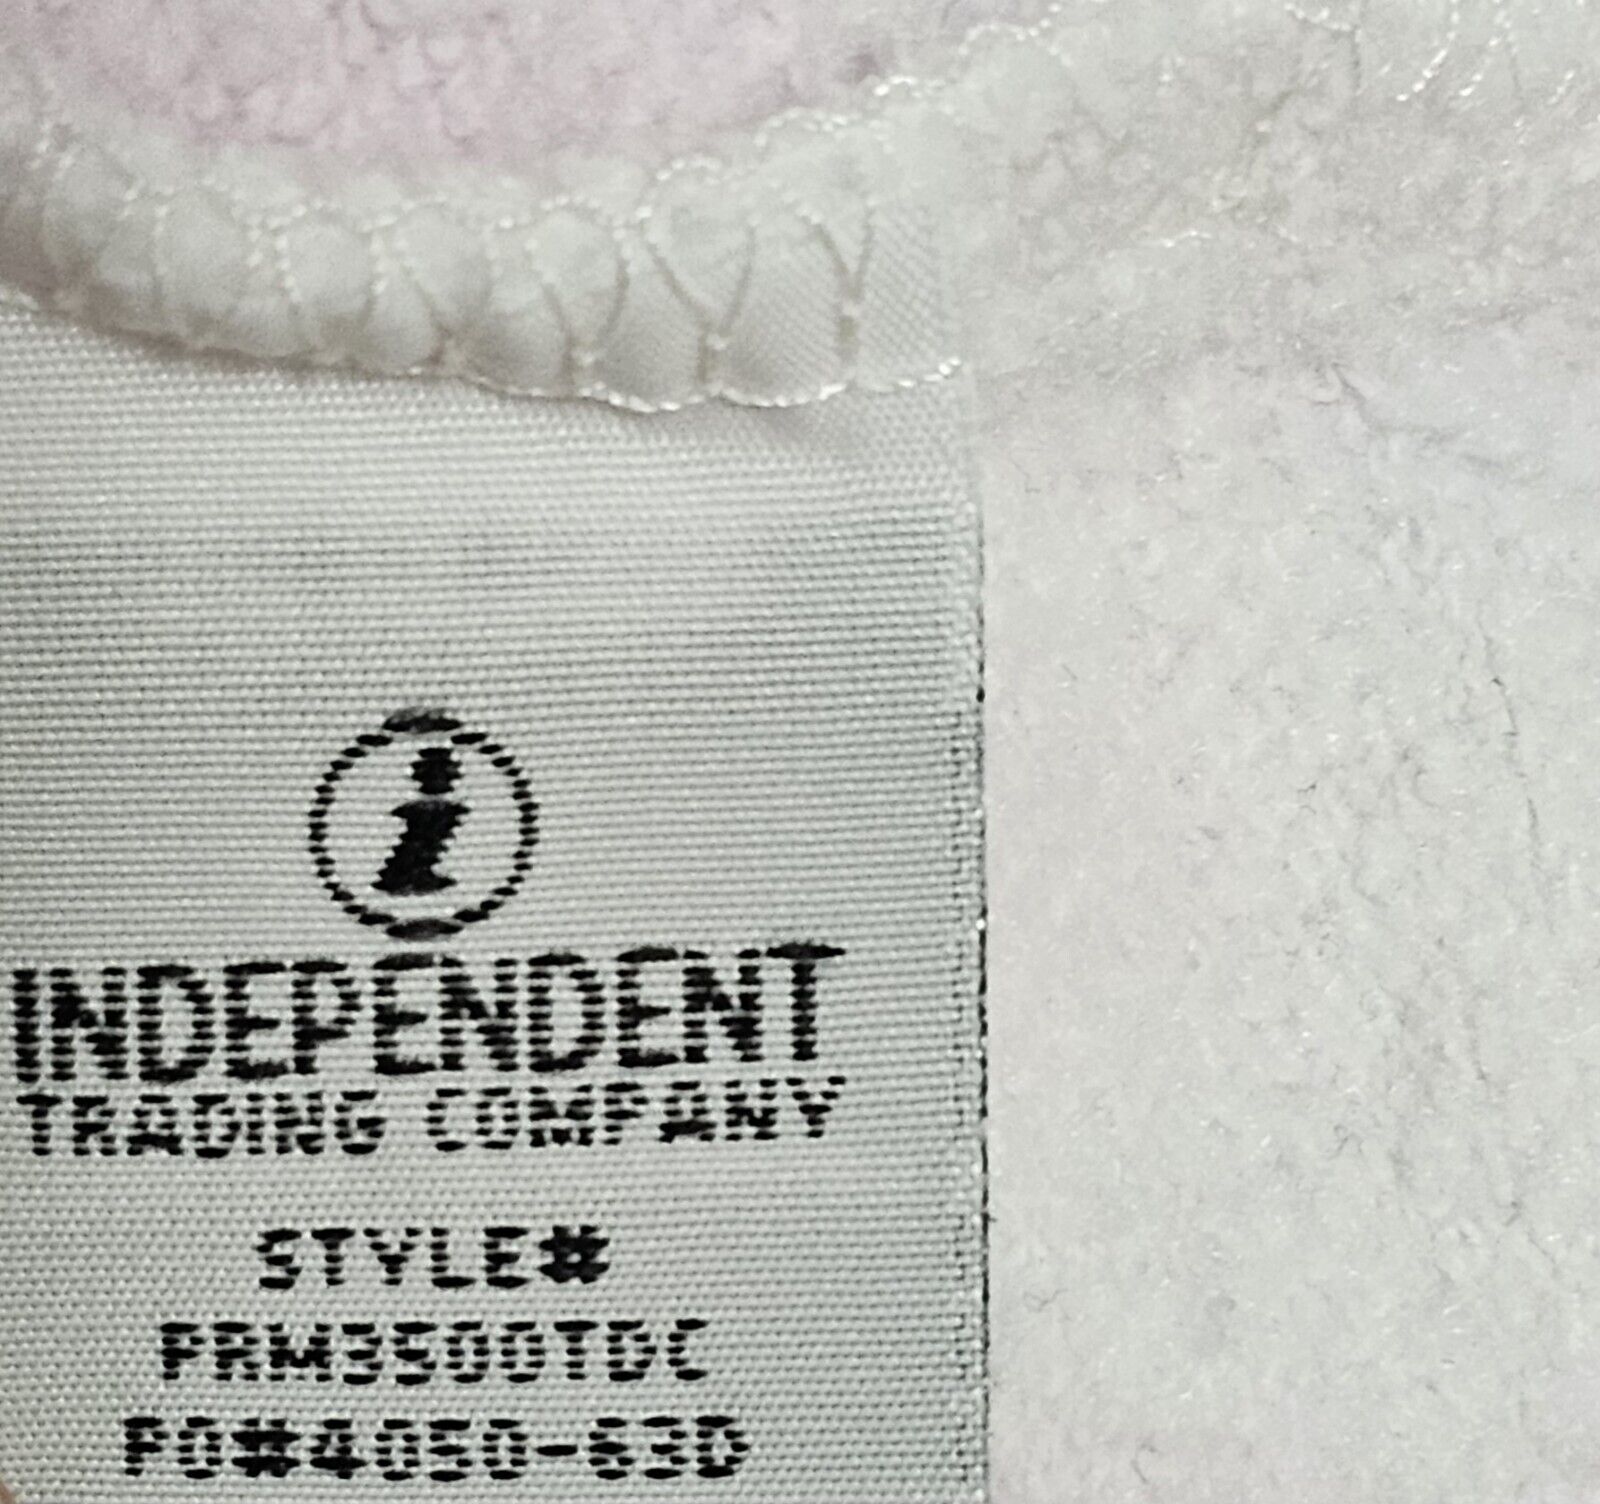 i
INDEPENDENT
TRADING COMPANY
STYLE#
PRM3500TDC
PO#4050-63D